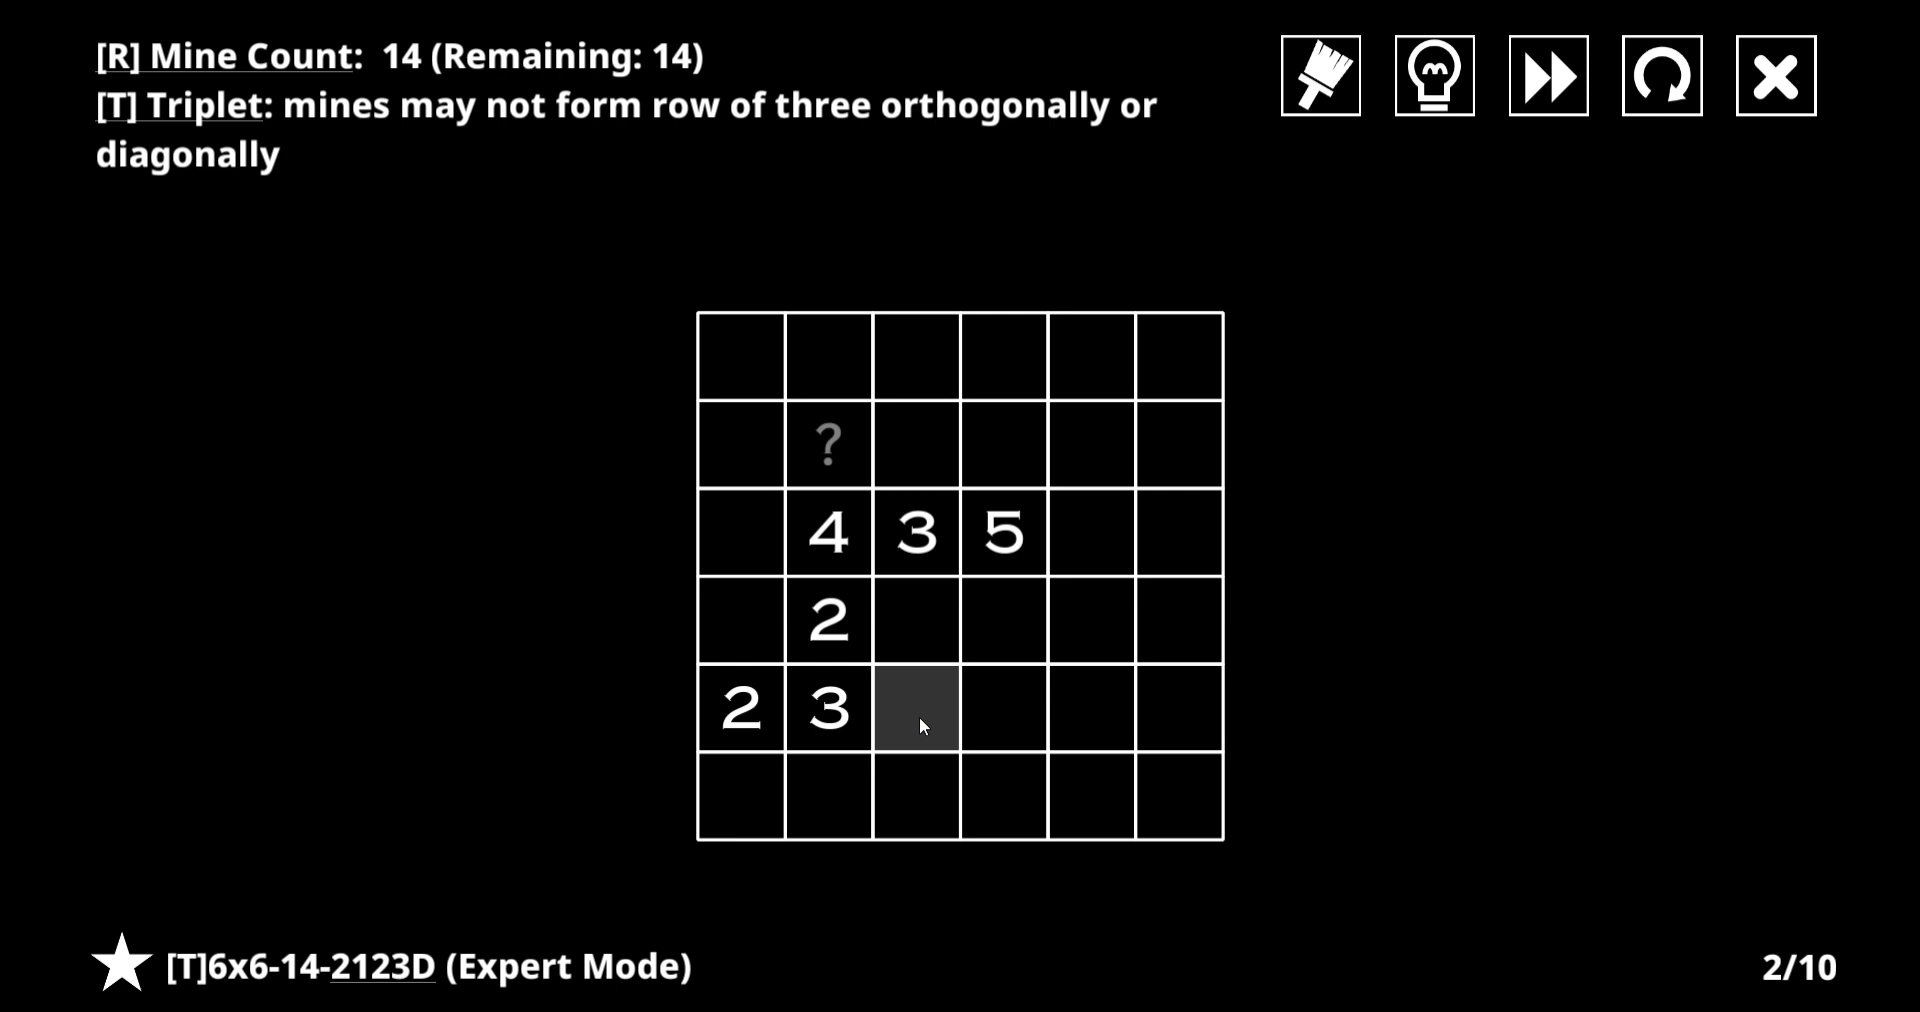 [R] Mine Count: 14 (Remaining: 14)
[T] Triplet: mines may not form row of three orthogonally or
diagonally
?
4 3 5
2
2 3
[T]6x6-14-2123D (Expert Mode)
2/10